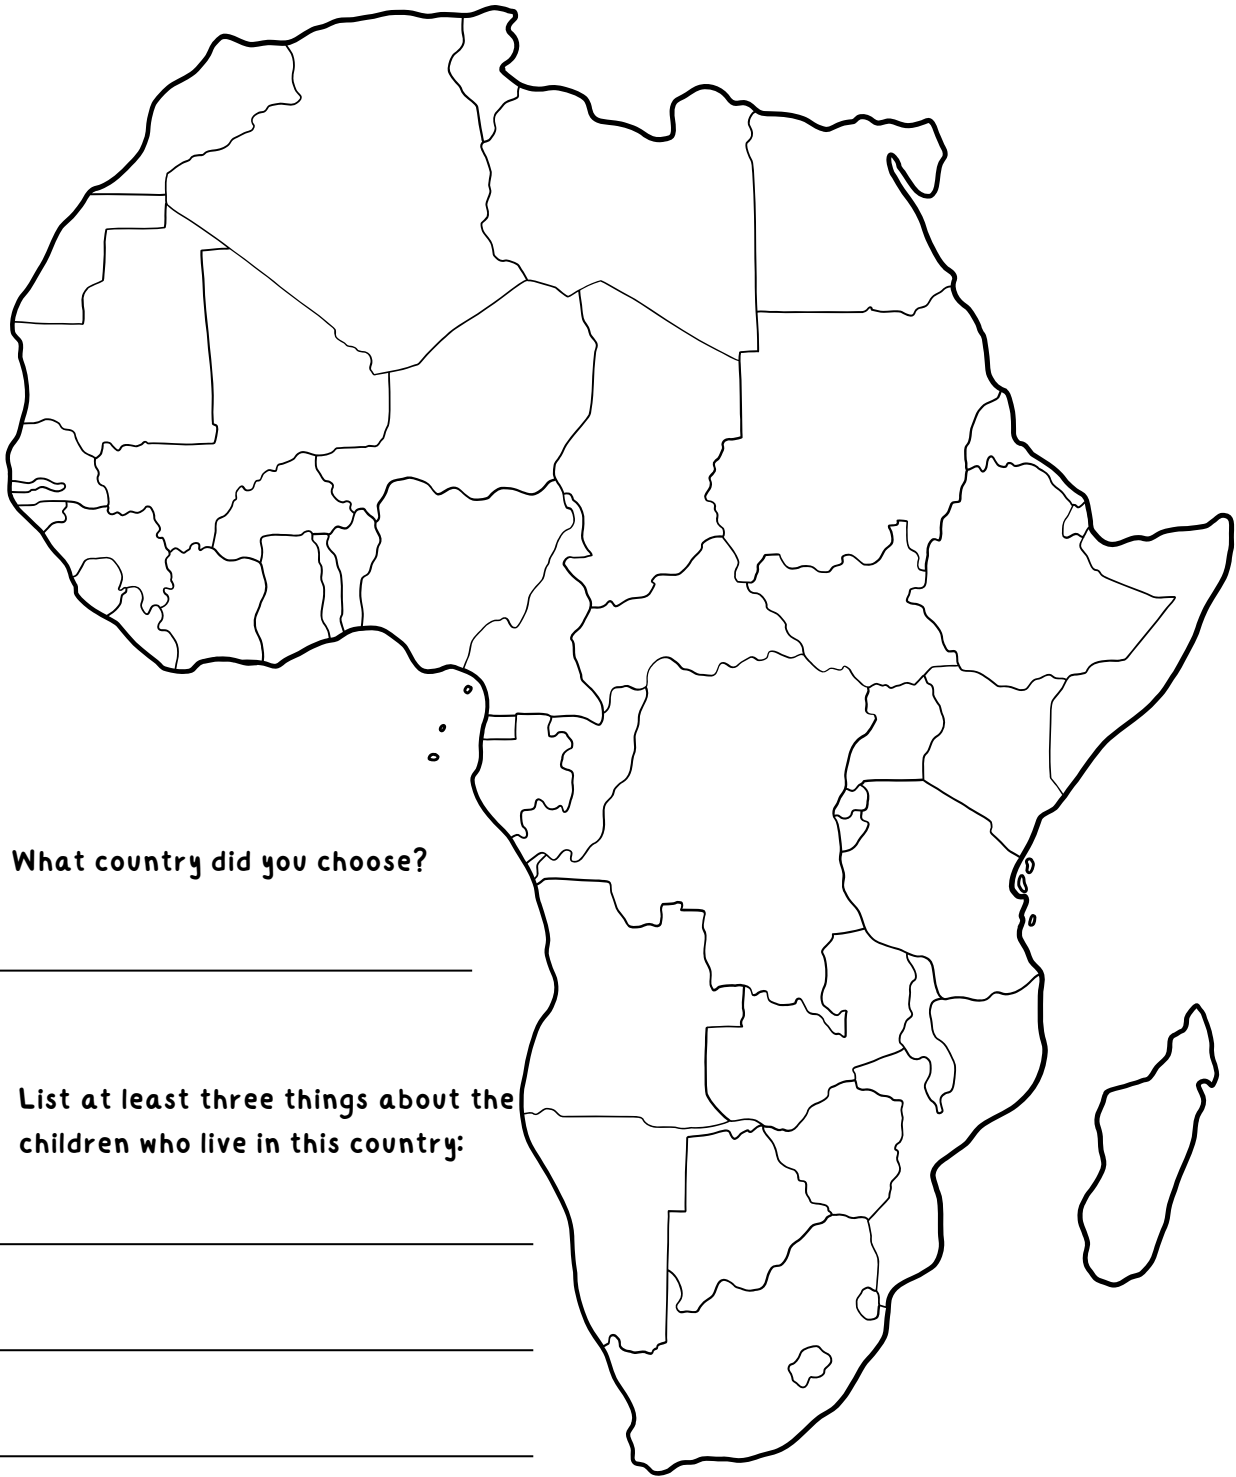 What country did you choose?
List at least three things about the
children who live in this country: